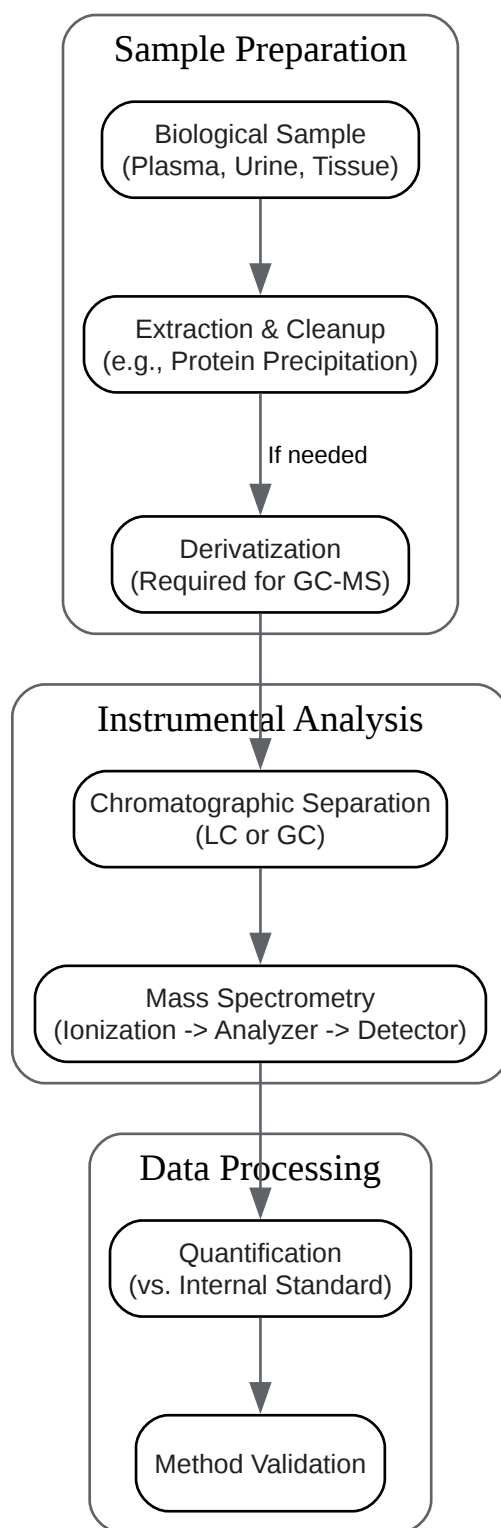 Sample Preparation
Biological Sample
(Plasma, Urine, Tissue)
Extraction & Cleanup
(e.g., Protein Precipitation)
If needed
Derivatization
(Required for GC-MS)
Instrumental Analysis
Chromatographic Separation
(LC or GC)
Mass Spectrometry
(Ionization -> Analyzer -> Detector)
Data Processing
Quantification
(vs. Internal Standard)
Method Validation